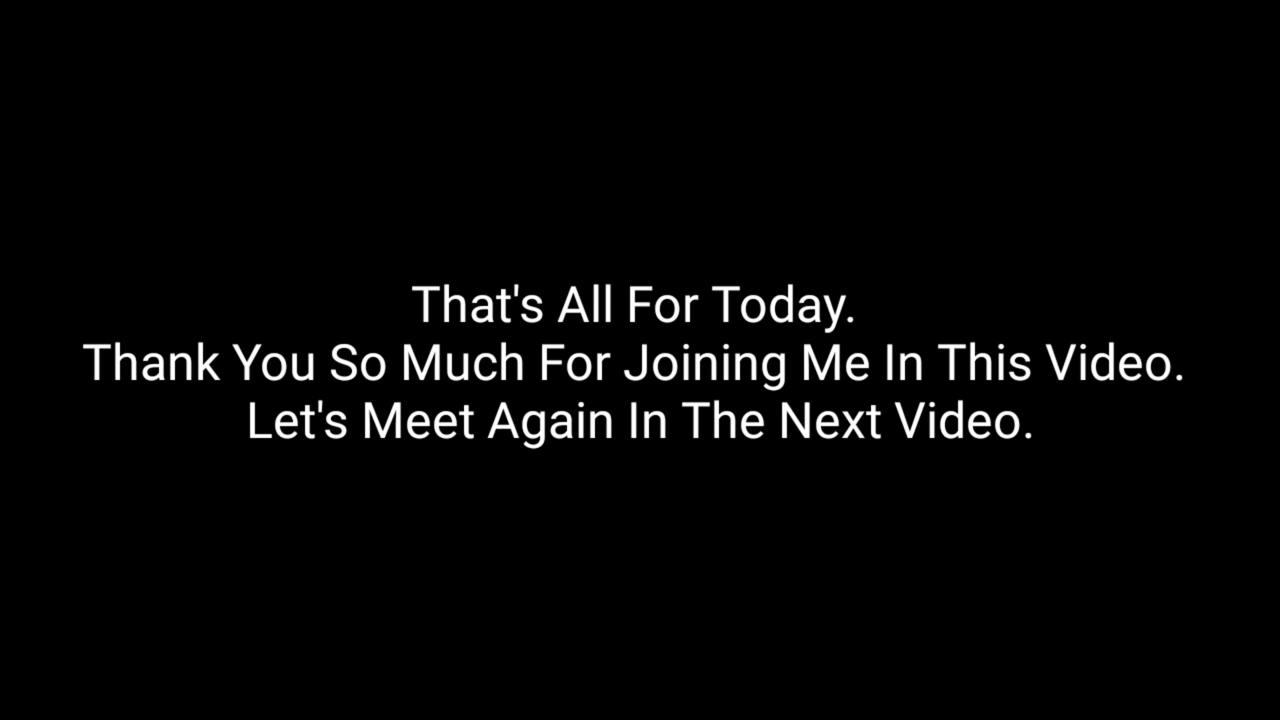 That's All For Today.
Thank You So Much For Joining Me In This Video.
Let's Meet Again In The Next Video.